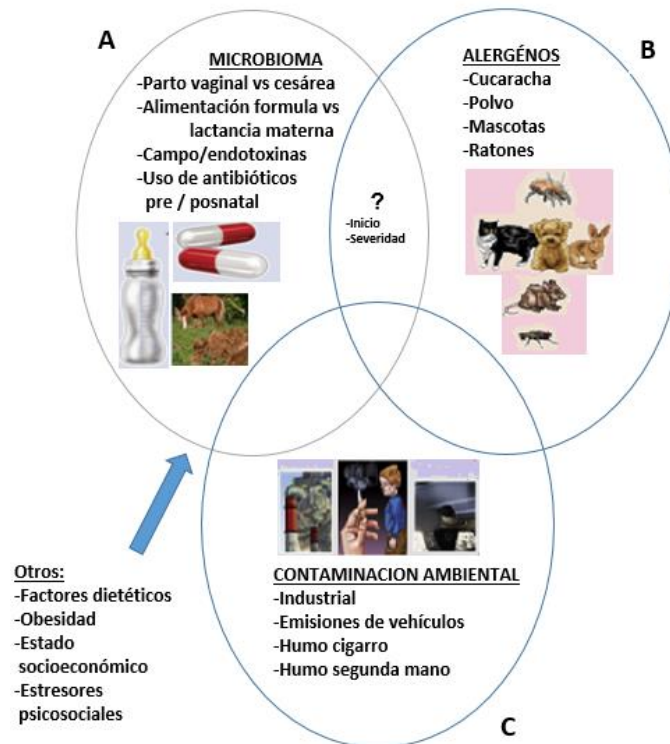 A
MICROBIOMA
-Parto vaginal vs cesárea
-Alimentación formula vs
lactancia materna
-Campo/endotoxinas
-Uso de antibióticos
pre / posnatal
B
ALERGÉNOS
-Cucaracha
-Polvo
-Mascotas
-Ratones
?
-Inicio
-Severidad
CONTAMINACION AMBIENTAL
-Industrial
-Emisiones de vehículos
-Humo cigarro
-Humo segunda mano
C
Otros:
-Factores dietéticos
-Obesidad
-Estado
socioeconómico
-Estresores
psicosociales